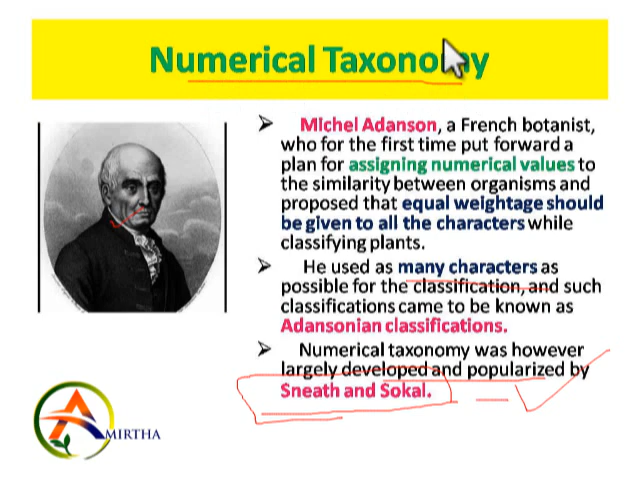 Numerical Taxonomy
Michel Adanson, a French botanist,
who for the first time put forward a
plan for assigning numerical values to
the similarity between organisms and
proposed that equal weightage should
be given to all the characters while
classifying plants.
He used as many characters as
possible for the classification, and such
classifications came to be known as
Adansonian classifications.
Numerical taxonomy was however
largely developed and popularized by
Sneath and Sokal.
AMIRTHA